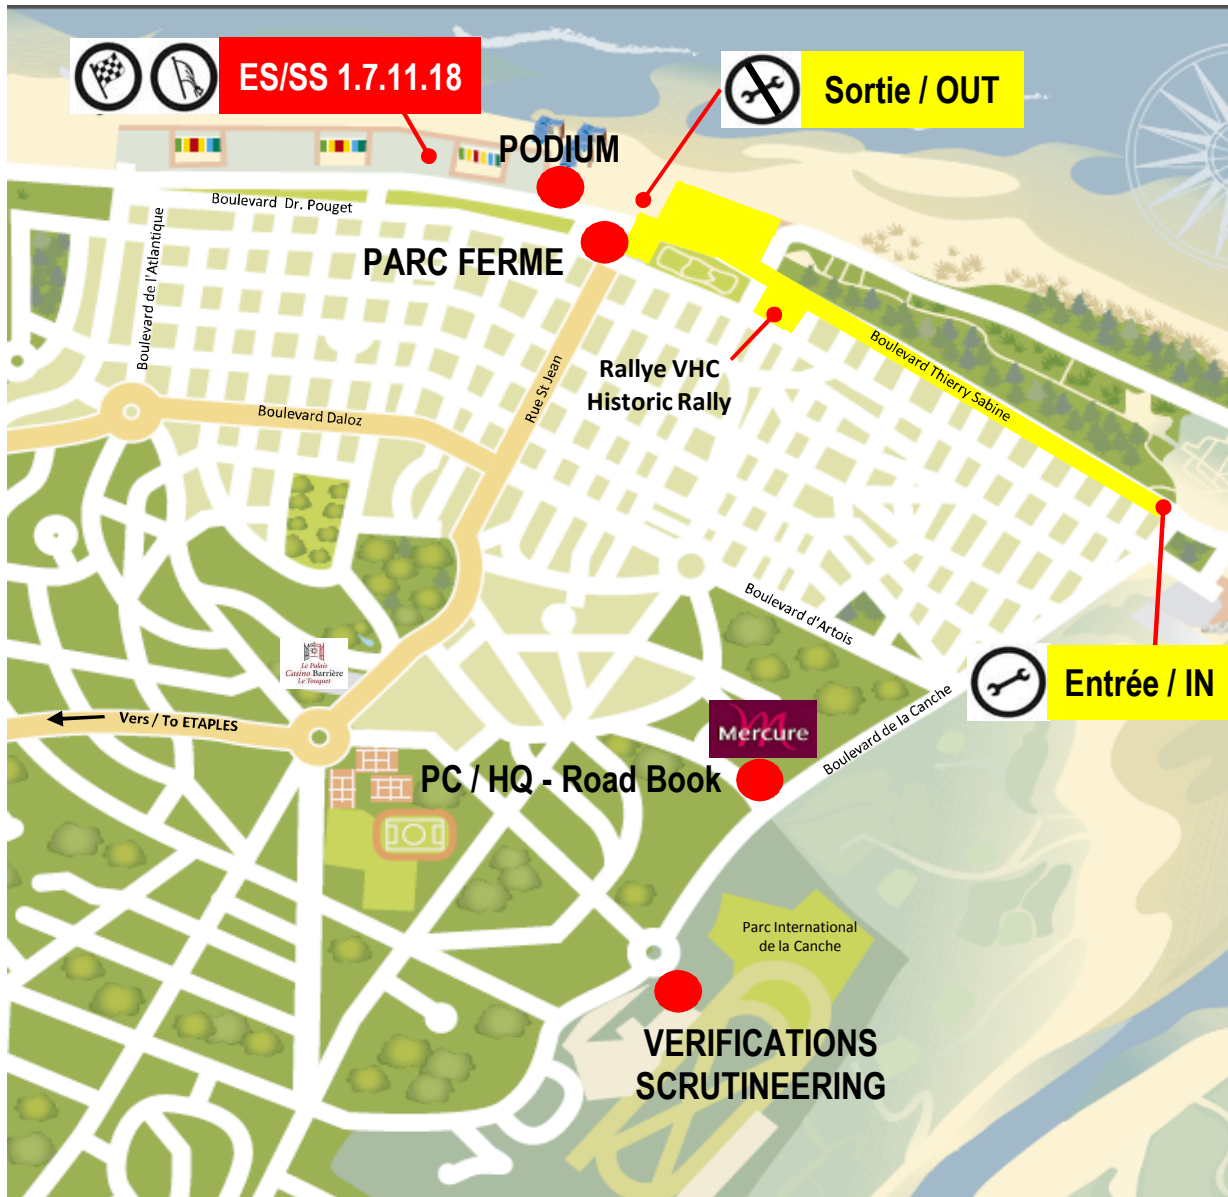 ES/SS 1.7.11.18
Sortie / OUT
PODIUM
Boulevard Dr. Pouget
Boulevard de l'Atlantique
PARC FERME
Rallye VHC
Historic Rally
Boulevard Thierry Sabine
Rue St Jean
Boulevard Daloz
Boulevard d'Artois
Le Palais
Casino Barrière
Le Touquet
Entrée / IN
Vers / To ETAPLES
Mercure
Boulevard de la Canche
PC / HQ - Road Book
Parc International
de la Canche
VERIFICATIONS
SCRUTINEERING